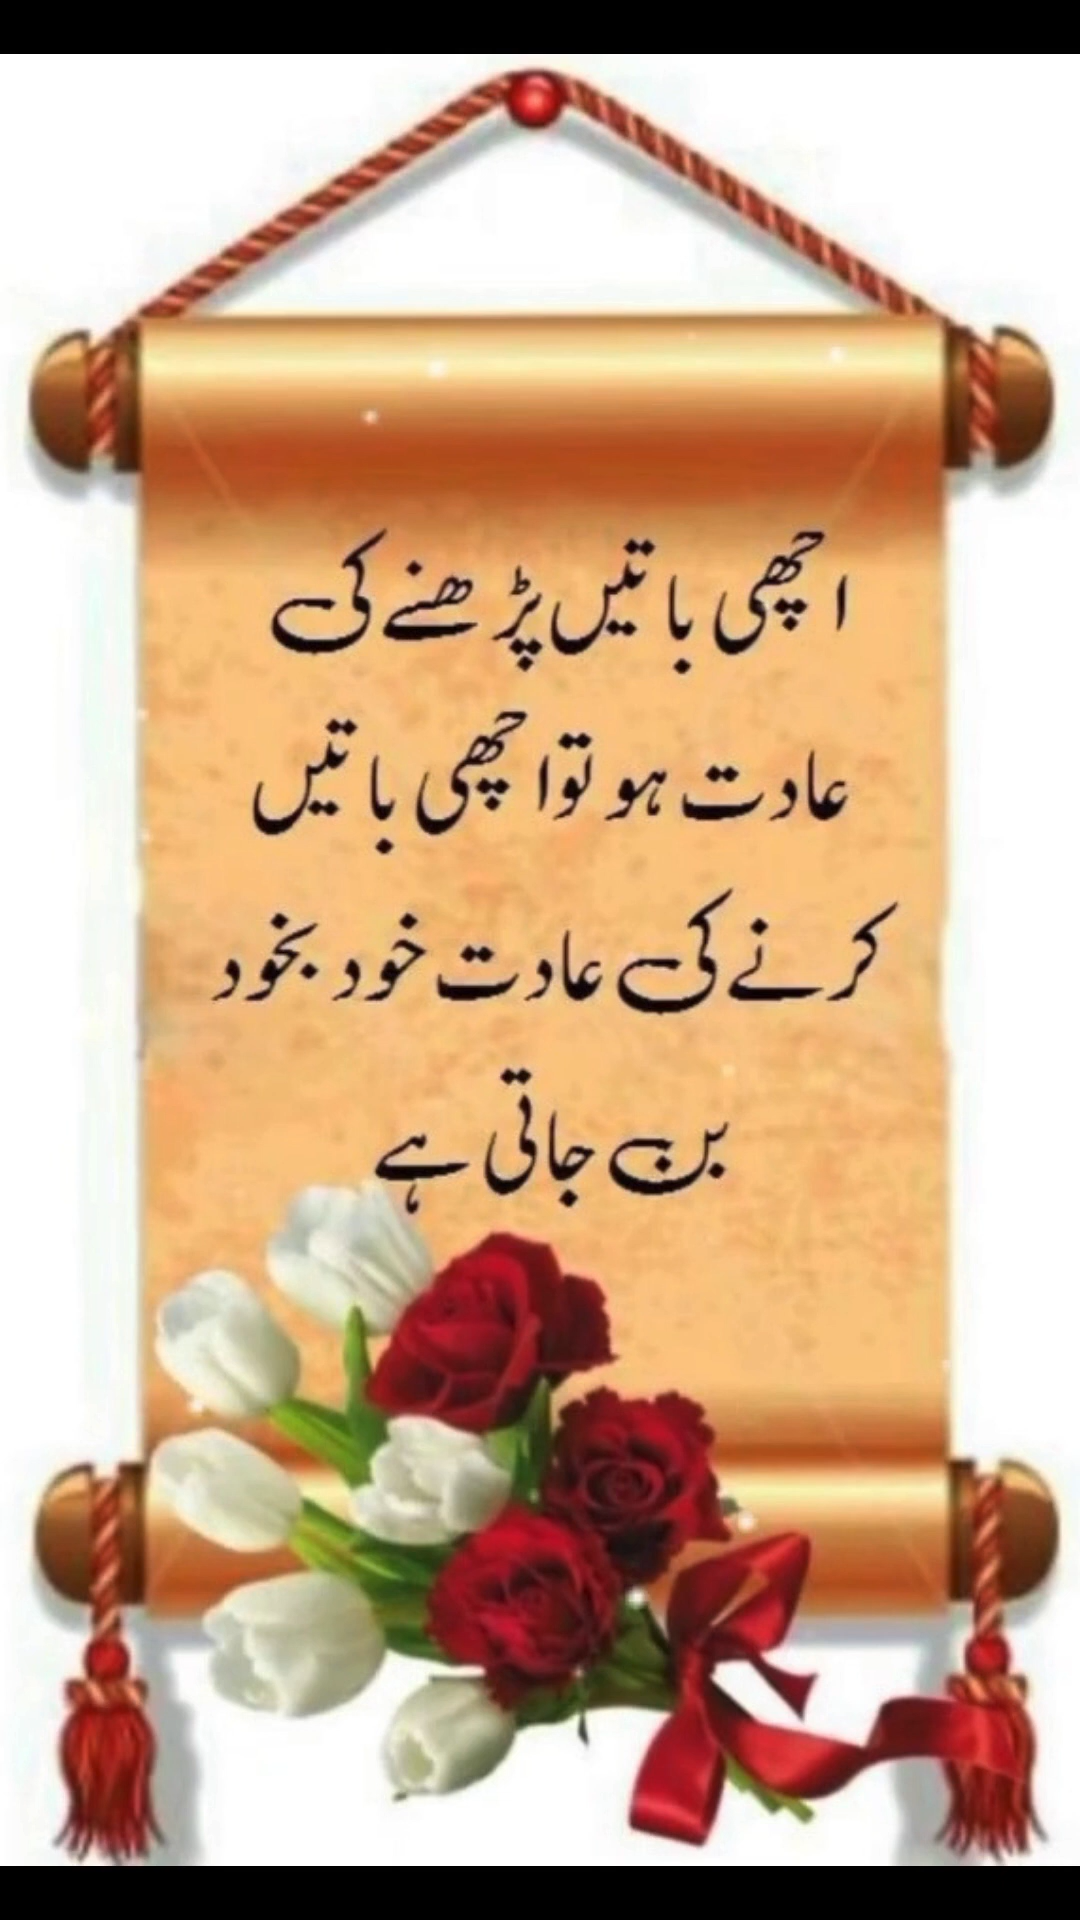 اچھی باتیں پڑھنے کی
عادت ہو تو اچھی باتیں
کرنے کی عادت خود بخود
بن جاتی ہے